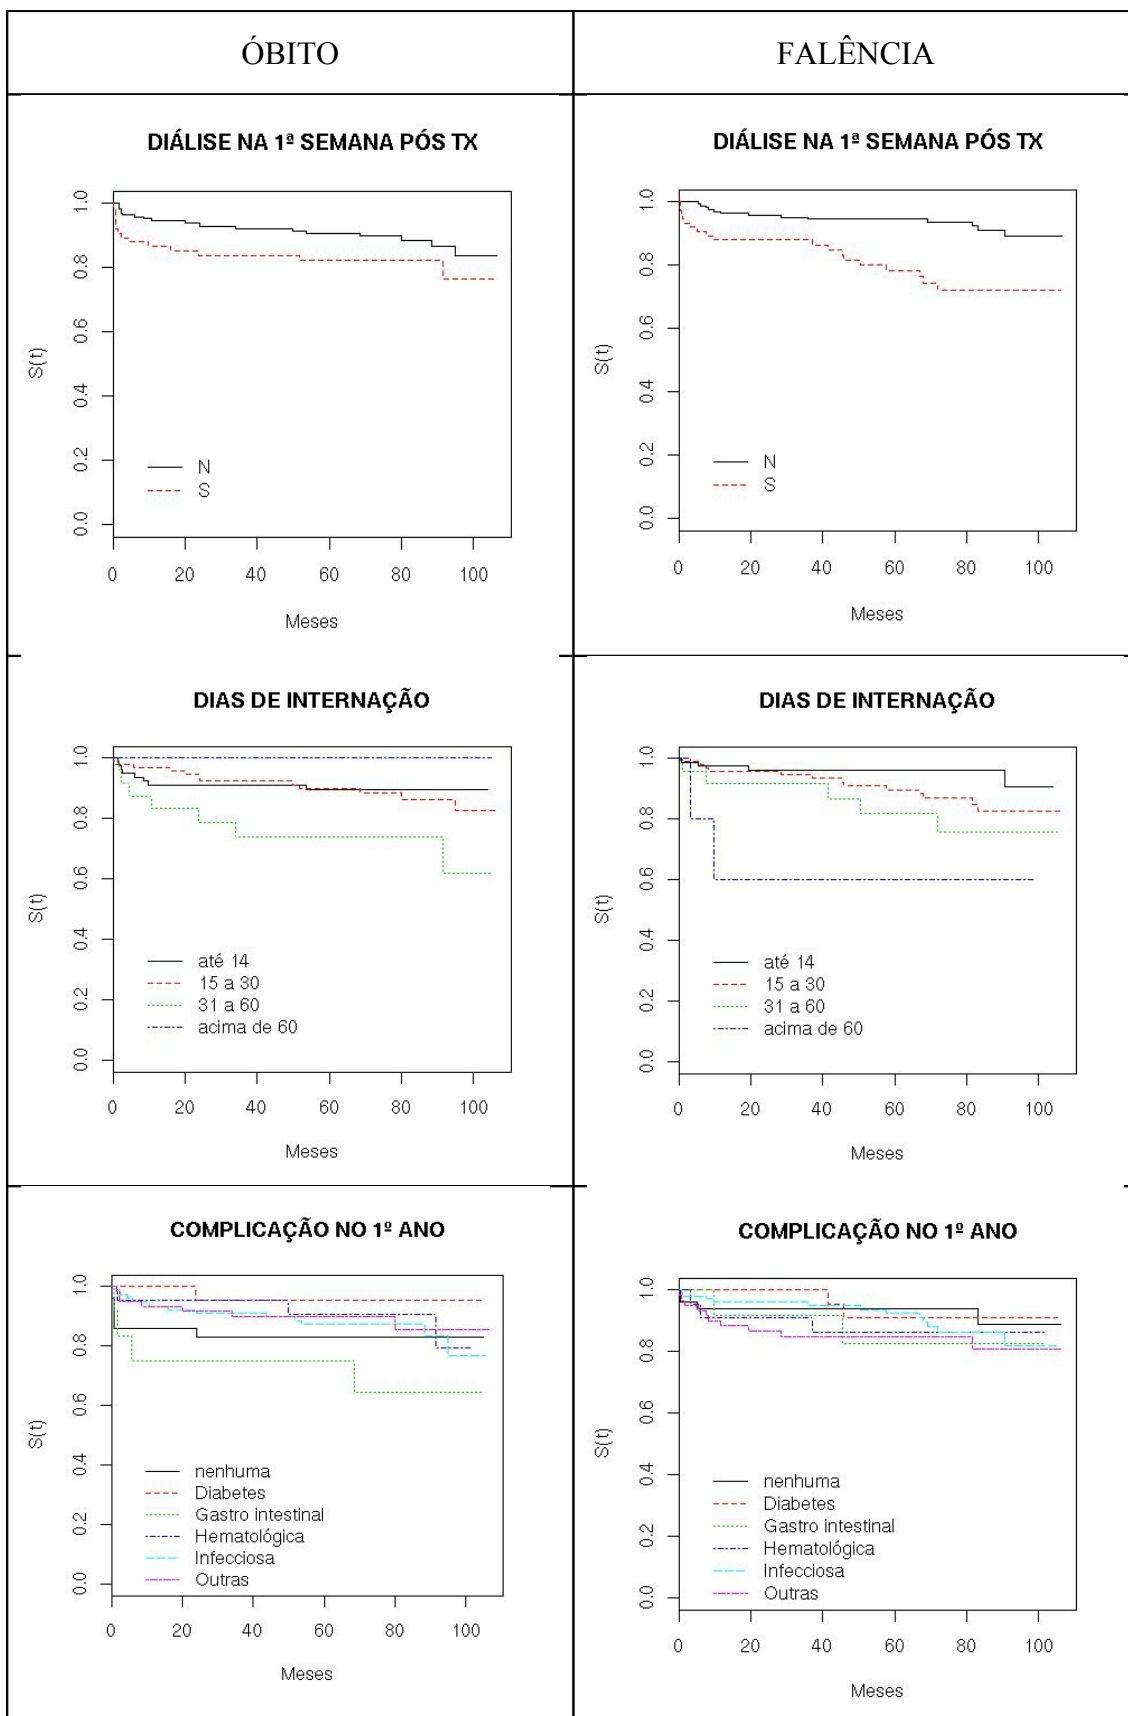 ÓBITO
FALÊNCIA
DIÁLISE NA 1ª SEMANA PÓS TX
S(t)
1.0
0.8
0.6
0.4
0.2
0.0
N
S
0 20 40 60 80 100
Meses
DIÁLISE NA 1ª SEMANA PÓS TX
S(t)
1.0
0.8
0.6
0.4
0.2
0.0
N
S
0 20 40 60 80 100
Meses
DIAS DE INTERNAÇÃO
S(t)
1.0
0.8
0.6
0.4
0.2
0.0
até 14
15 a 30
31 a 60
acima de 60
0 20 40 60 80 100
Meses
DIAS DE INTERNAÇÃO
S(t)
1.0
0.8
0.6
0.4
0.2
0.0
até 14
15 a 30
31 a 60
acima de 60
0 20 40 60 80 100
Meses
COMPLICAÇÃO NO 1º ANO
S(t)
1.0
0.8
0.6
0.4
0.2
0.0
nenhuma
Diabetes
Gastro intestinal
Hematológica
Infecciosa
Outras
0 20 40 60 80 100
Meses
COMPLICAÇÃO NO 1º ANO
S(t)
1.0
0.8
0.6
0.4
0.2
0.0
nenhuma
Diabetes
Gastro intestinal
Hematológica
Infecciosa
Outras
0 20 40 60 80 100
Meses